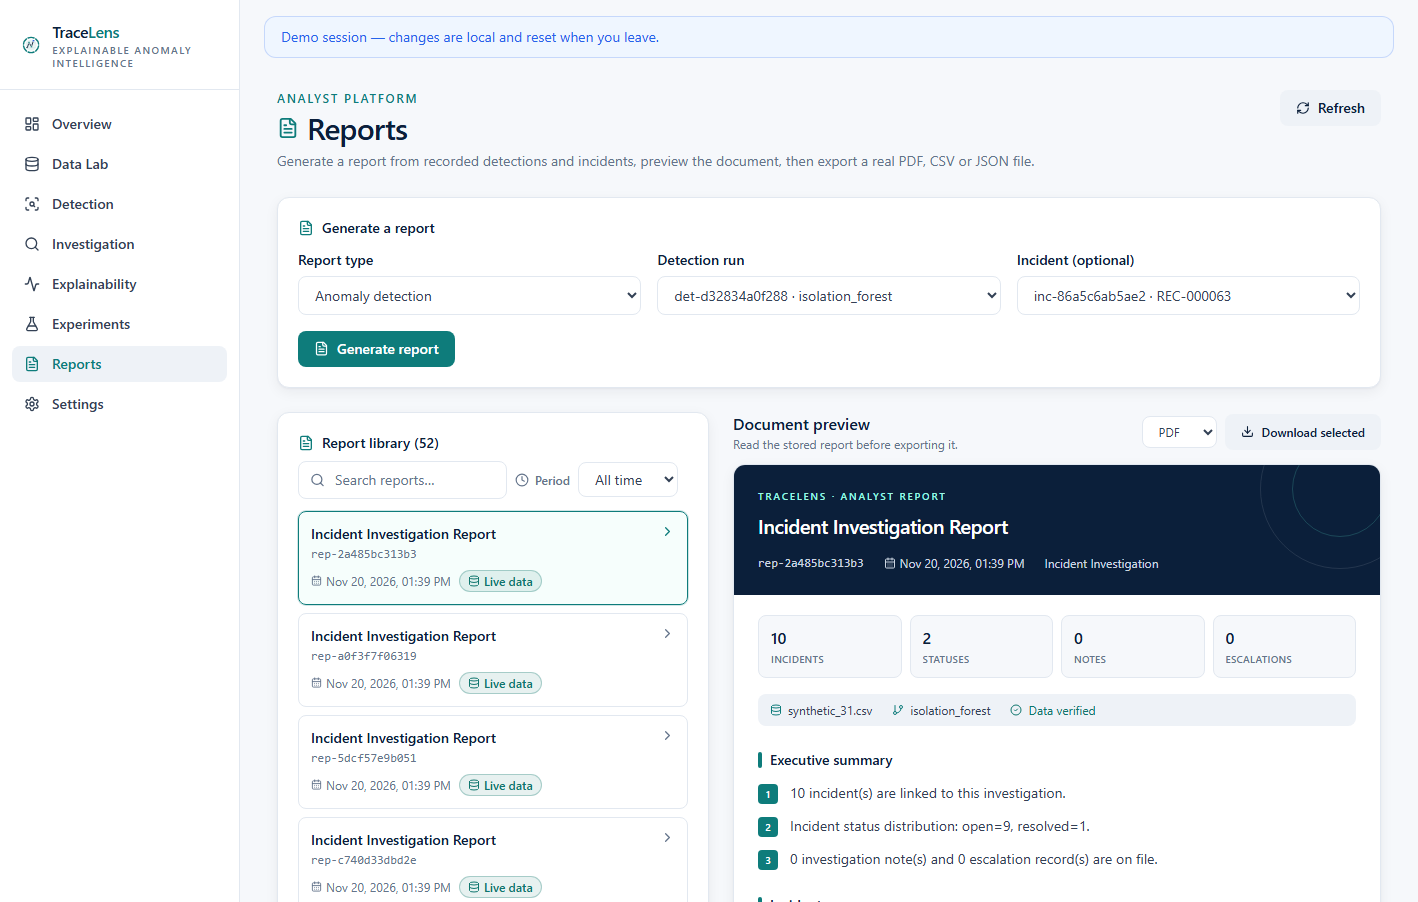 TraceLens
EXPLAINABLE ANOMALY
INTELLIGENCE
Overview
Data Lab
Detection
Investigation
Explainability
Experiments
Reports
Settings
Demo session — changes are local and reset when you leave.
ANALYST PLATFORM
Reports
Generate a report from recorded detections and incidents, preview the document, then export a real PDF, CSV or JSON file.
Refresh
Generate a report
Report type
Detection run
Incident (optional)
Anomaly detection
det-d32834a0f288 · isolation_forest
inc-86a5c6ab5ae2 · REC-000063
Generate report
Report library (52)
Search reports...
Period
All time
Incident Investigation Report
rep-2a485bc313b3
Nov 20, 2026, 01:39 PM
Live data
Incident Investigation Report
rep-a0f3f7f06319
Nov 20, 2026, 01:39 PM
Live data
Incident Investigation Report
rep-5dcf57e9b051
Nov 20, 2026, 01:39 PM
Live data
Incident Investigation Report
rep-c740d33dbd2e
Nov 20, 2026, 01:39 PM
Live data
Document preview
Read the stored report before exporting it.
PDF
Download selected
TRACELENS · ANALYST REPORT
Incident Investigation Report
rep-2a485bc313b3
Nov 20, 2026, 01:39 PM
Incident Investigation
10
INCIDENTS
2
STATUSES
0
NOTES
0
ESCALATIONS
synthetic_31.csv
isolation_forest
Data verified
Executive summary
1 10 incident(s) are linked to this investigation.
2 Incident status distribution: open=9, resolved=1.
3 0 investigation note(s) and 0 escalation record(s) are on file.